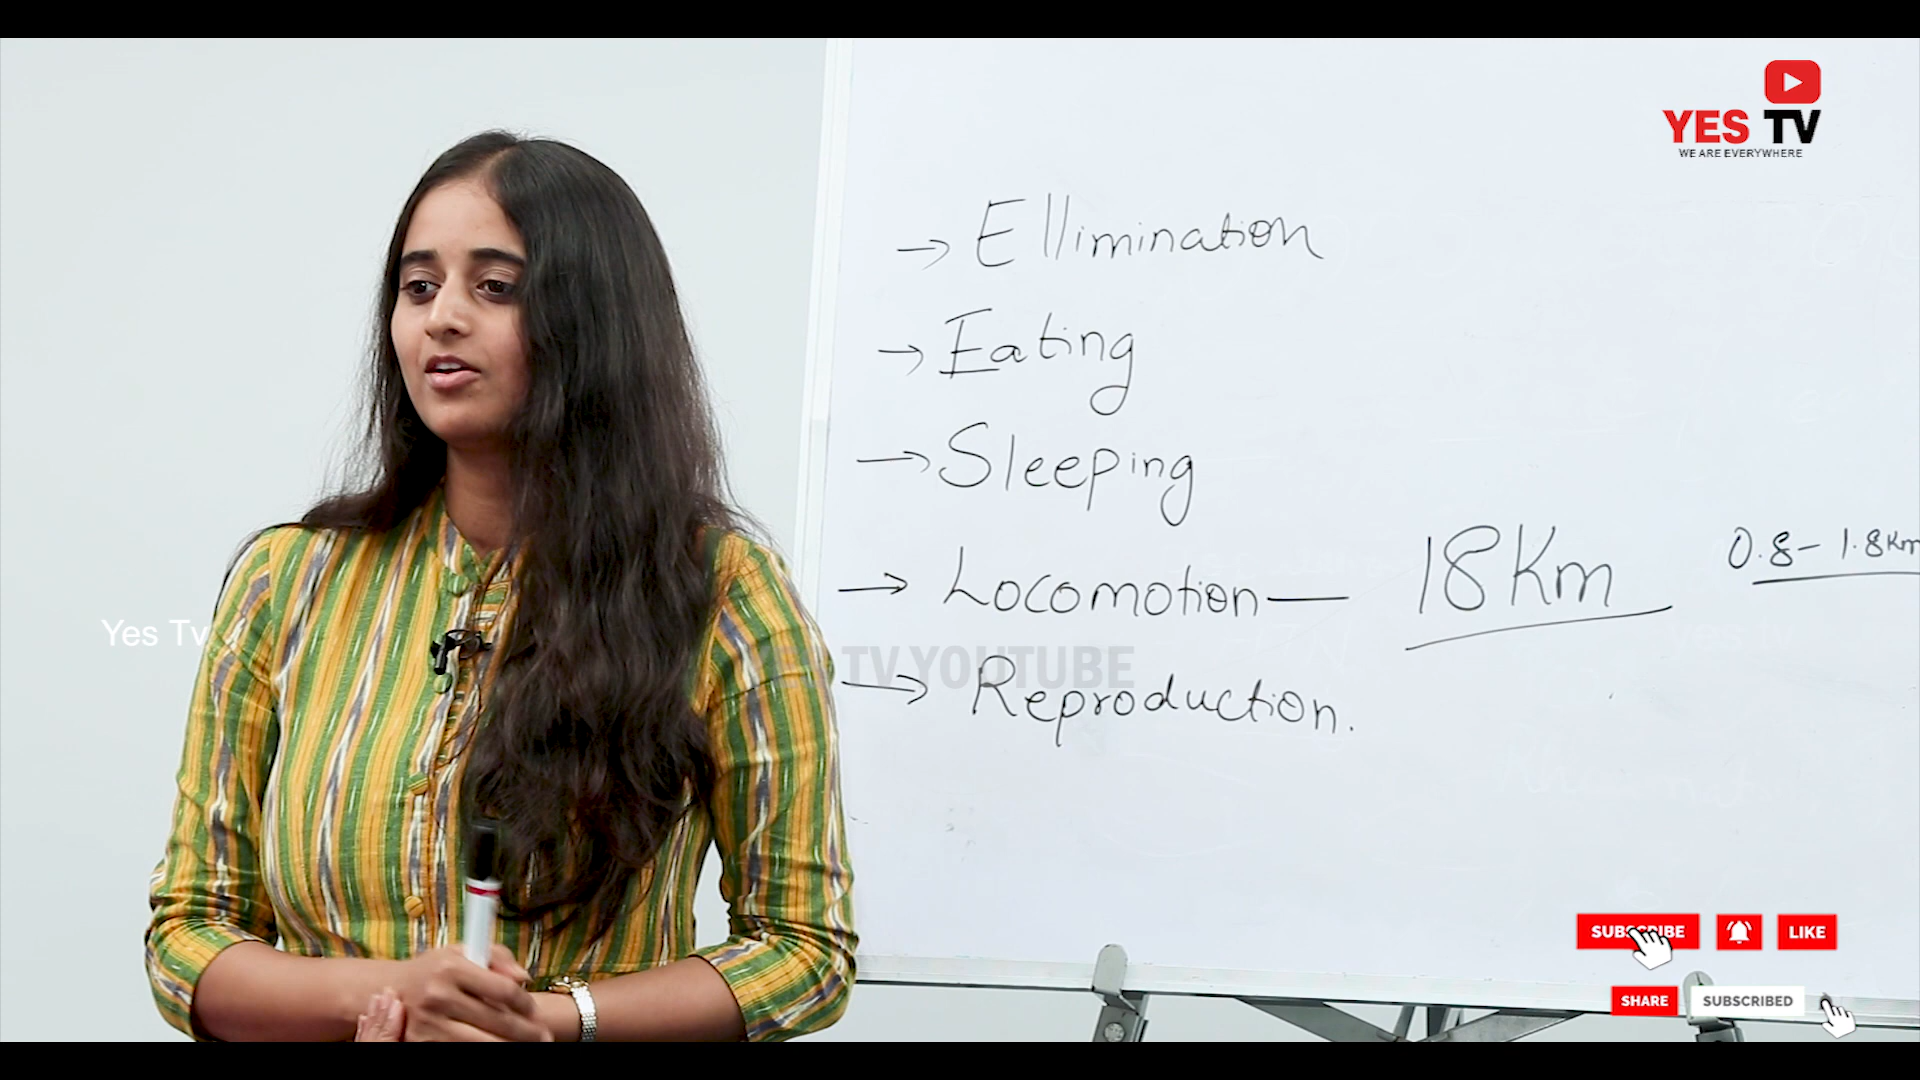 YES TV
WE ARE EVERYWHERE
→ Ellimination
→ Eating
→ Sleeping
→ Locomotion — 18 Km 0.8 - 1.8 Km
→ Reproduction.
Yes Tv
TV YOUTUBE
SUBSCRIBE
LIKE
SHARE
SUBSCRIBED